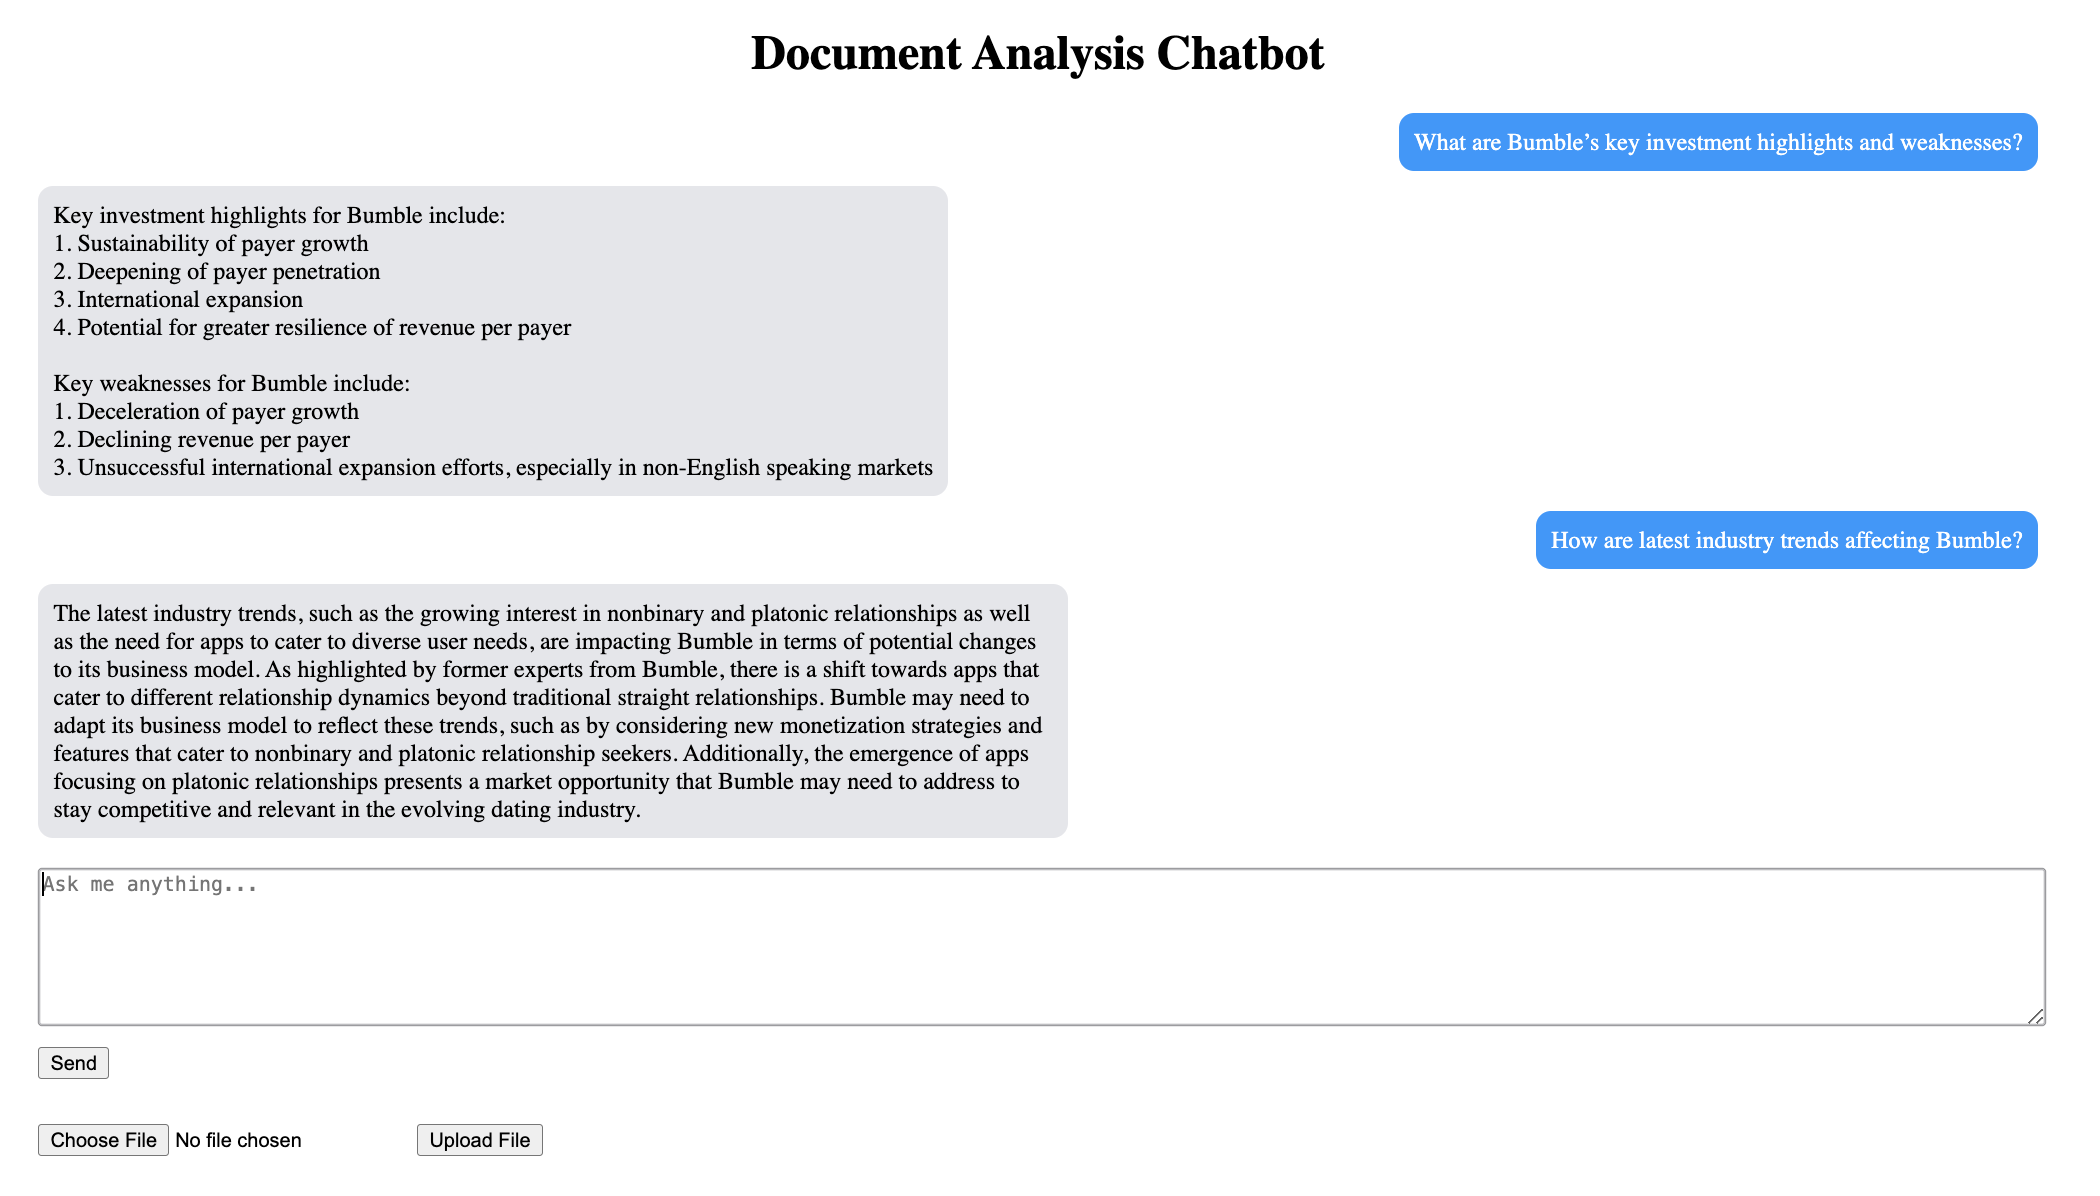 Document Analysis Chatbot
What are Bumble’s key investment highlights and weaknesses?
Key investment highlights for Bumble include:
1. Sustainability of payer growth
2. Deepening of payer penetration
3. International expansion
4. Potential for greater resilience of revenue per payer
Key weaknesses for Bumble include:
1. Deceleration of payer growth
2. Declining revenue per payer
3. Unsuccessful international expansion efforts, especially in non-English speaking markets
How are latest industry trends affecting Bumble?
The latest industry trends, such as the growing interest in nonbinary and platonic relationships as well
as the need for apps to cater to diverse user needs, are impacting Bumble in terms of potential changes
to its business model. As highlighted by former experts from Bumble, there is a shift towards apps that
cater to different relationship dynamics beyond traditional straight relationships. Bumble may need to
adapt its business model to reflect these trends, such as by considering new monetization strategies and
features that cater to nonbinary and platonic relationship seekers. Additionally, the emergence of apps
focusing on platonic relationships presents a market opportunity that Bumble may need to address to
stay competitive and relevant in the evolving dating industry.
Ask me anything...
Send
Choose File No file chosen Upload File